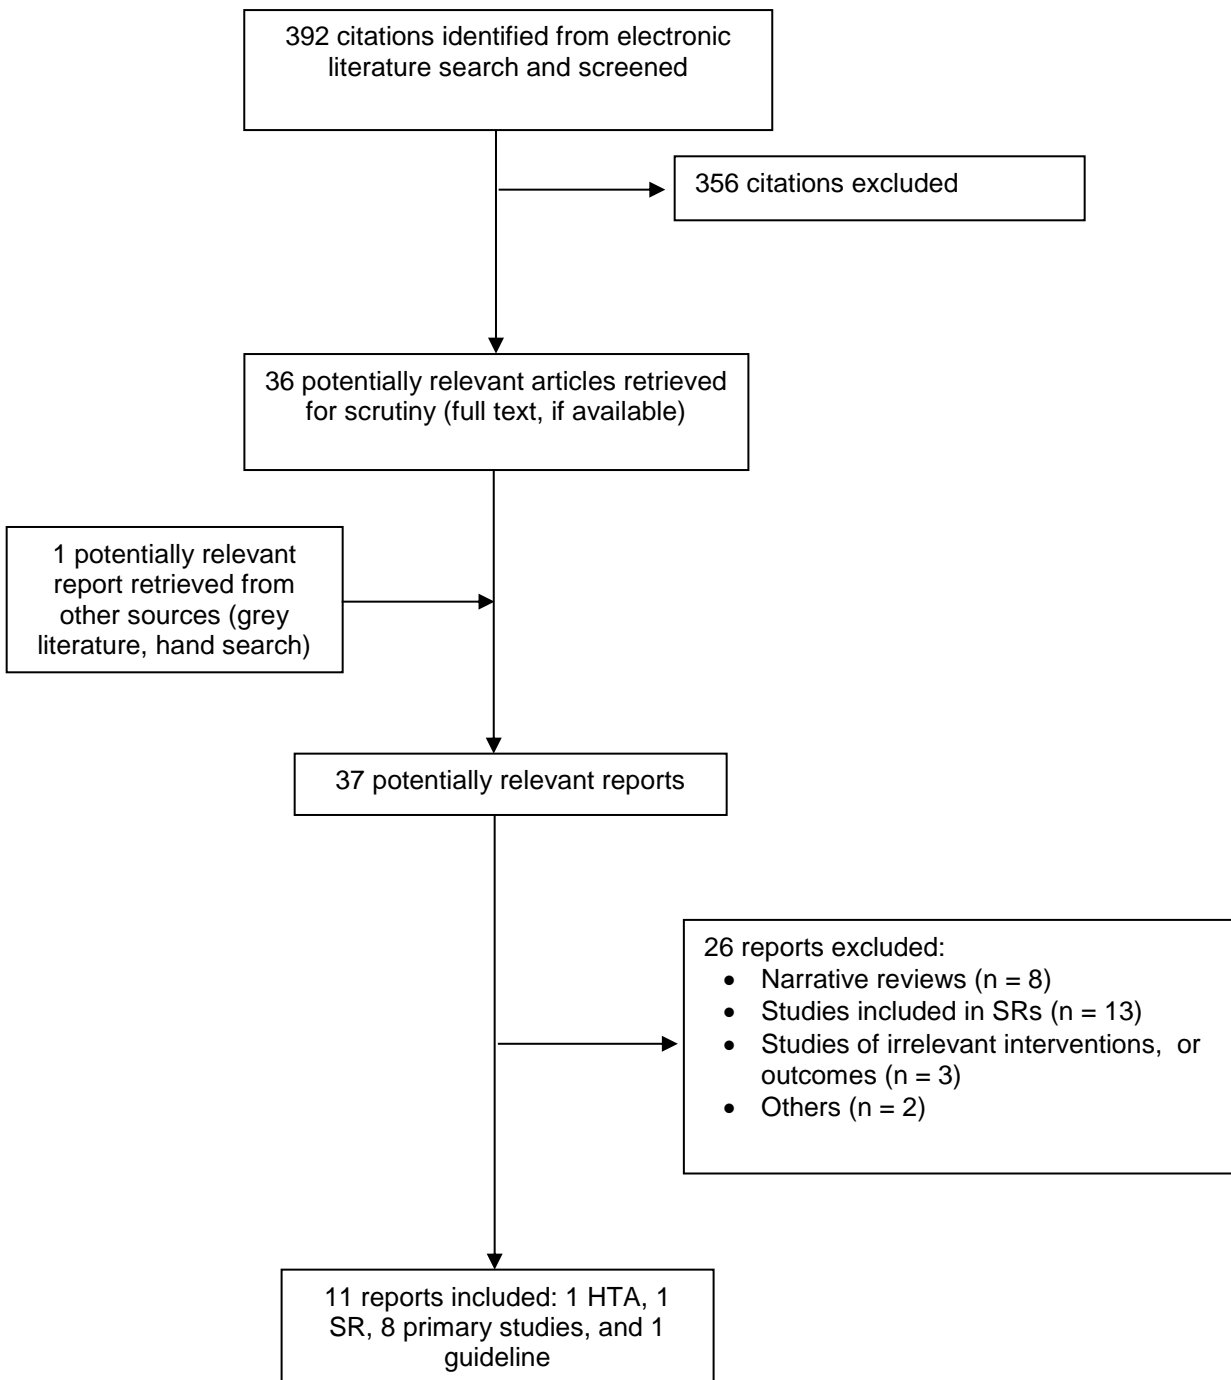 392 citations identified from electronic
literature search and screened
356 citations excluded
36 potentially relevant articles retrieved
for scrutiny (full text, if available)
1 potentially relevant
report retrieved from
other sources (grey
literature, hand search)
37 potentially relevant reports
26 reports excluded:
• Narrative reviews (n = 8)
• Studies included in SRs (n = 13)
• Studies of irrelevant interventions, or
outcomes (n = 3)
• Others (n = 2)
11 reports included: 1 HTA, 1
SR, 8 primary studies, and 1
guideline